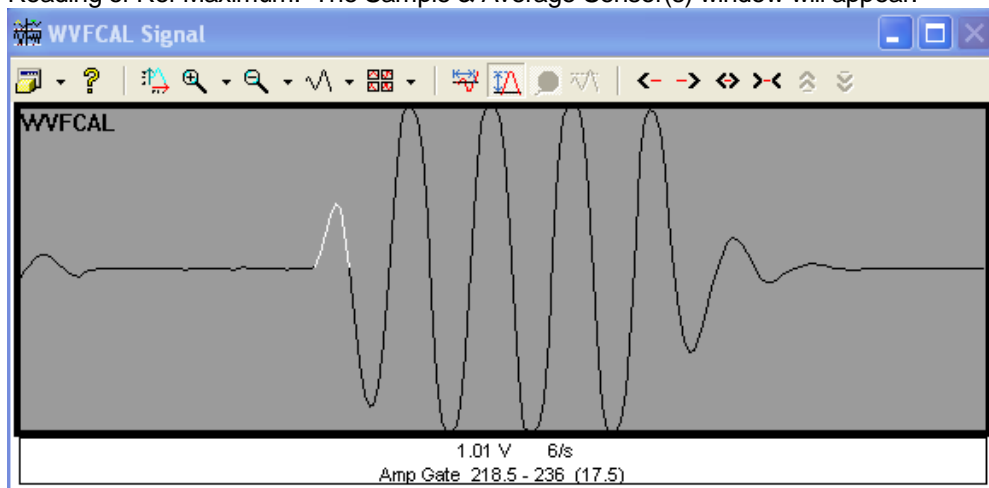 Reading of Ref Maximum. The Sample & Average Sensor(s) window will appear.
WVFCAL Signal
WVFCAL
1.01 V 6/s
Amp Gate 218.5 - 236 (17.5)